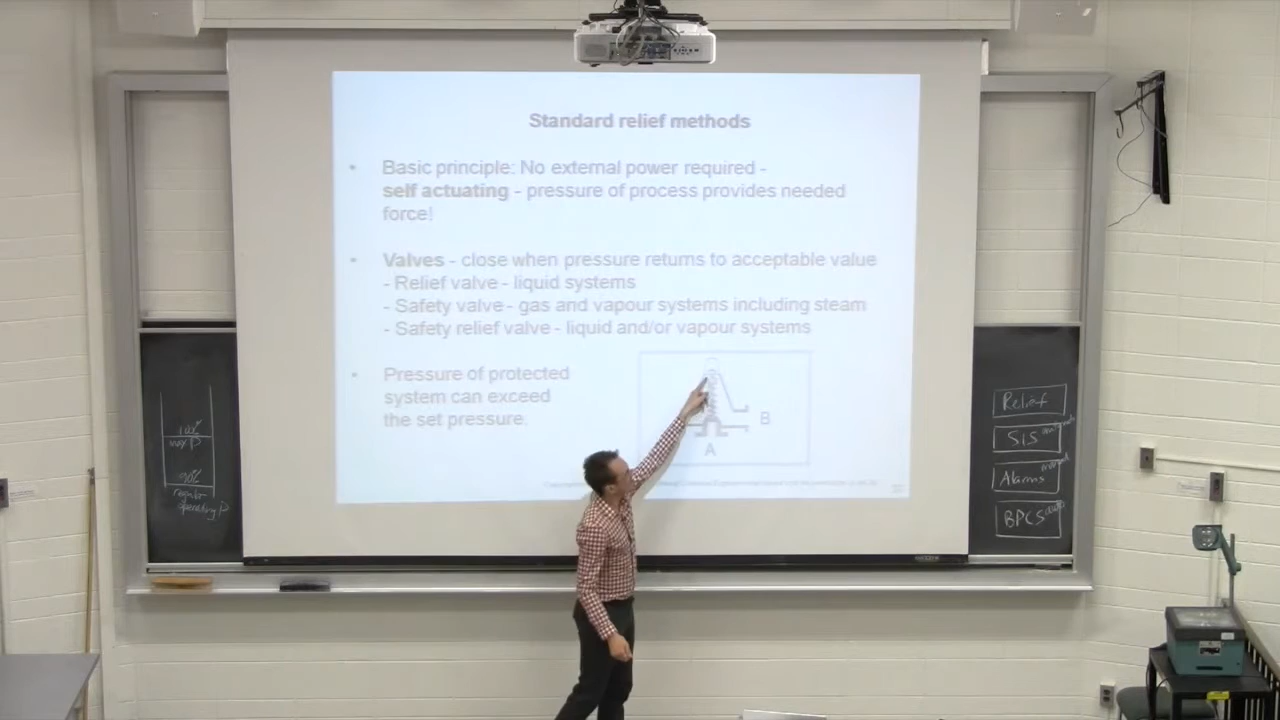 Standard relief methods
• Basic principle: No external power required -
self actuating - pressure of process provides needed
force!
• Valves - close when pressure returns to acceptable value
- Relief valve - liquid systems
- Safety valve - gas and vapour systems including steam
- Safety relief valve - liquid and/or vapour systems
• Pressure of protected
system can exceed
the set pressure.
B
A
max P
90%
regular
operating P
Relief
SIS
Alarms
BPCS auto